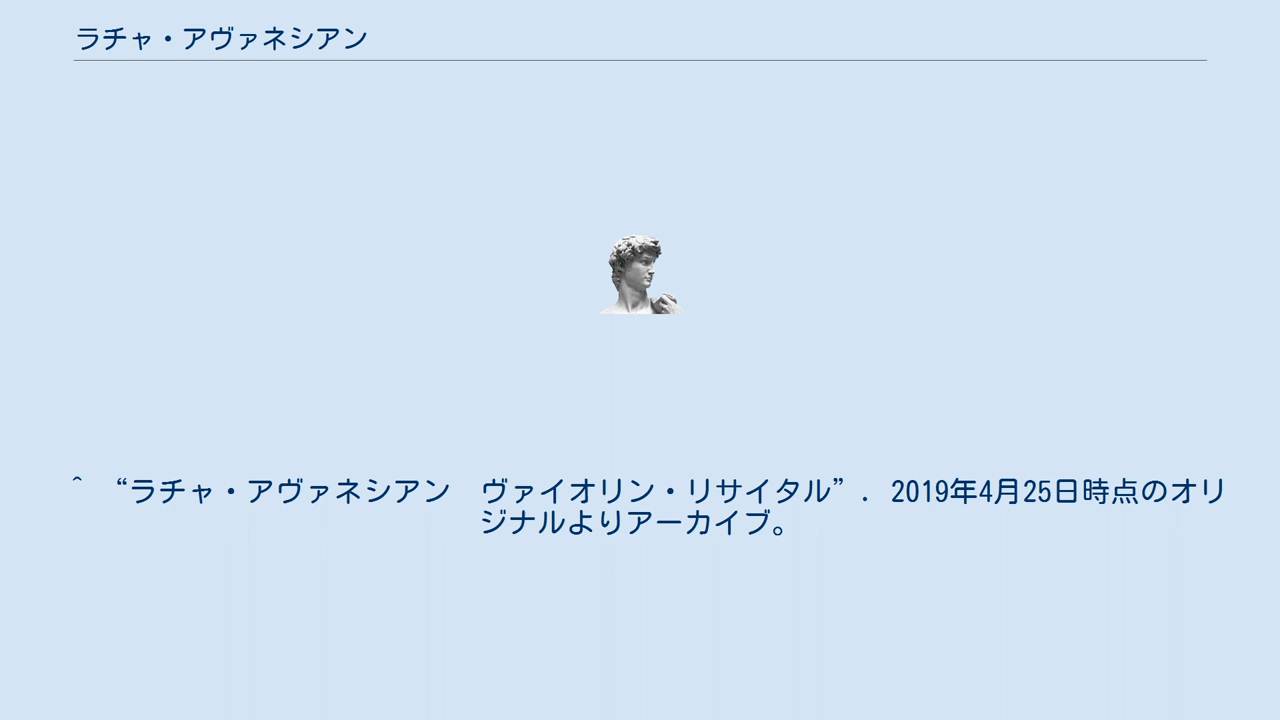 ラチャ・アヴァネシアン
^ “ラチャ・アヴァネシアン　ヴァイオリン・リサイタル”. 2019年4月25日時点のオリ
ジナルよりアーカイブ。